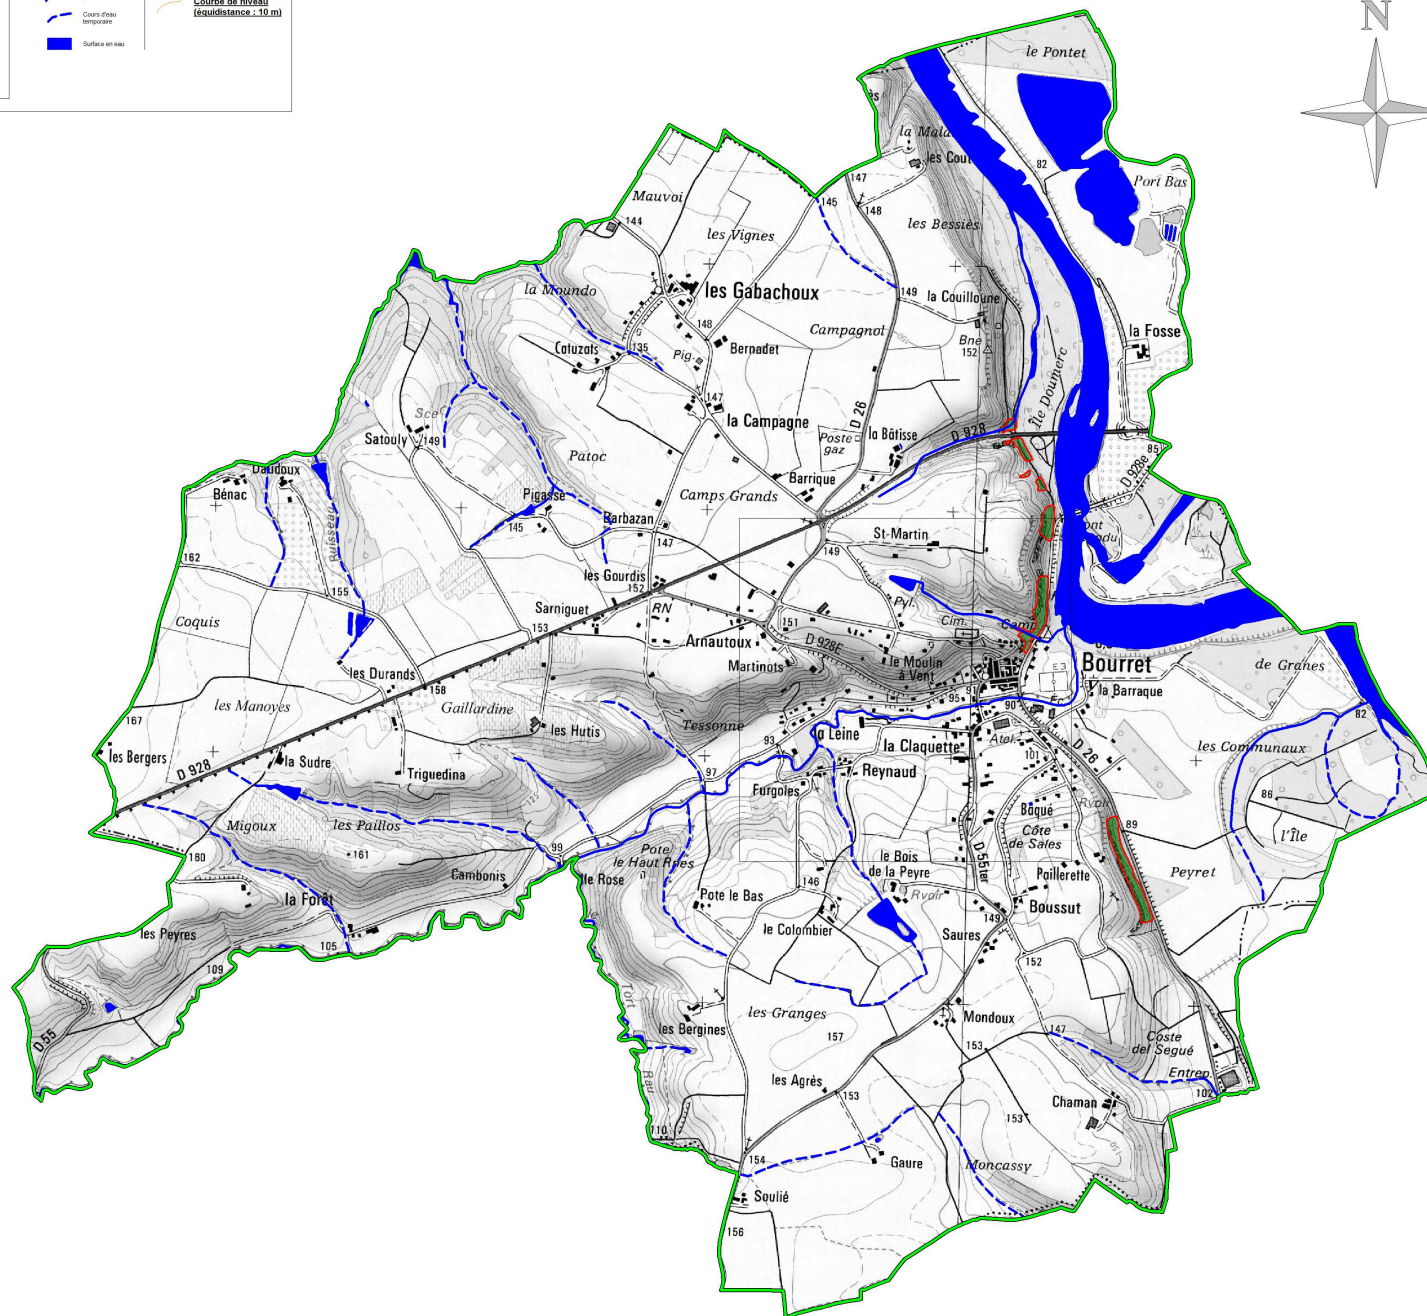 Cours d'eau
temporaire
Surface en eau
Courbe de niveau
(équidistance : 10 m)
N
le Pontet
la Mala
les Cout
82
Port Bas
147
148
145
les Bessiès
Mauvoi
144
les Vignes
la Moundo
les Gabachoux
149
la Couilloune
Campagnol
Bne
152
la Fosse
148
135
Pig.
Bernadet
Catuzats
Île Doumerc
147
la Campagne
D 26
Poste
gaz
la Bâtisse
D 928
Sce
Satouly
149
Patoc
85
D 928e
Daudoux
Bénac
Pigasse
145
Camps Grands
Barrique
Barbazan
147
149
St-Martin
Ruisseau
162
155
les Gourdis
152
RN
Pyl.
Cim.
Camp
Sarniguet
153
Arnautoux
151
D 928E
Martinots
le Moulin
à Vent
Bourret
de Granes
Coquis
les Durands
158
les Manoyes
Gaillardine
les Hutis
Tessonne
95
91
90
la Barraque
82
167
les Bergers
D 928
la Sudre
Triguedina
93
la Leine
la Claquette
Atel.
101
D 26
les Communaux
97
Furgoles
Reynaud
86
l'Île
Migoux
les Paillos
161
160
99
Pote
le Haut
le Rose
Cambonis
Baqué
Côte
de Sales
Rvoir
89
D 55ter
le Bois
de la Peyre
Rvoir
Paillerette
Peyret
la Forêt
Pote le Bas
146
le Colombier
Boussut
149
Saures
les Peyres
105
109
152
D 55
Tort
Rau
les Bergines
les Granges
157
Mondoux
147
153
Coste
del Segué
Entrep.
102
les Agrès
153
Chaman
153
110
154
Gaure
Moncassy
Soulié
156